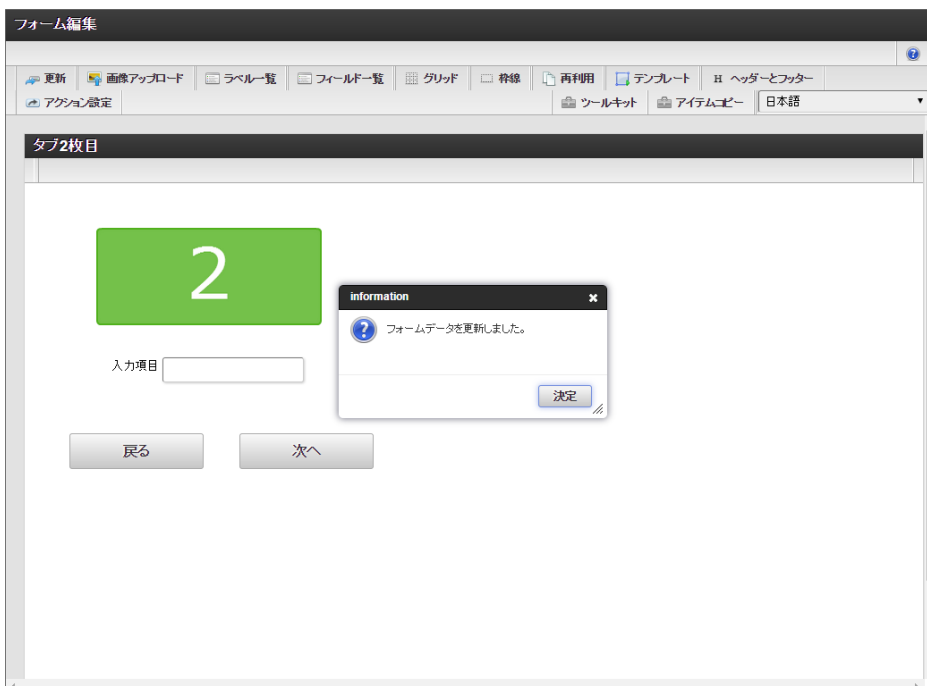 フォーム編集
更新 画像アップロード ラベル一覧 フィールド一覧 グリッド 枠線 再利用 テンプレート H ヘッダーとフッター
アクション設定 ツールキット アイテムコピー 日本語
タブ2枚目
2
information
フォームデータを更新しました。
入力項目
決定
戻る 次へ